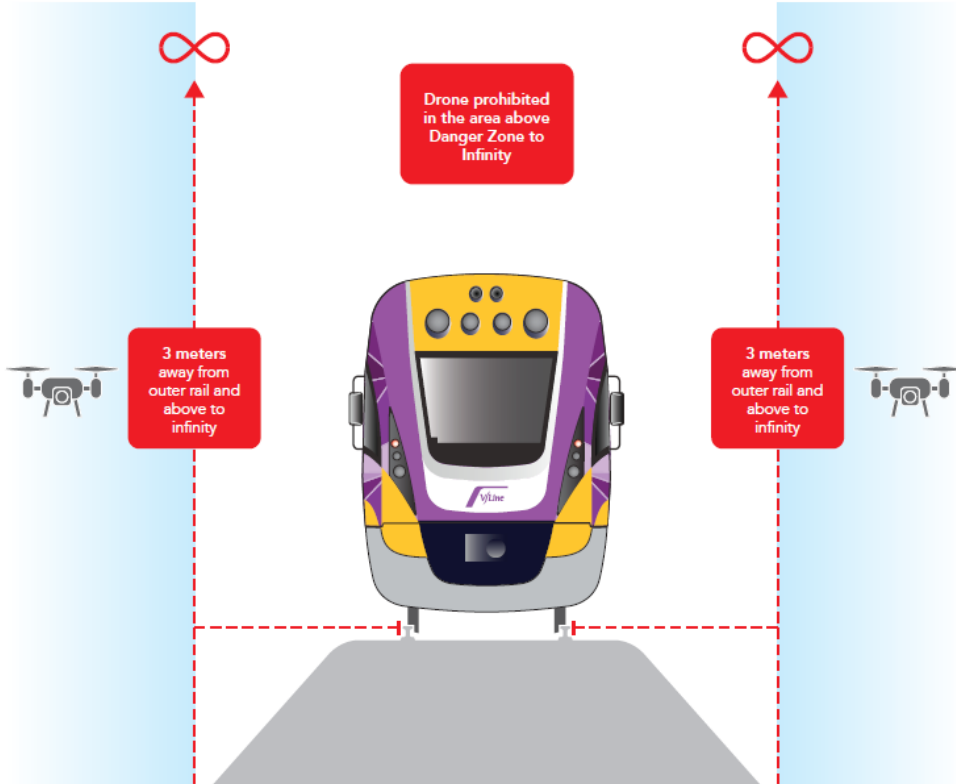 Drone prohibited
in the area above
Danger Zone to
Infinity
3 meters
away from
outer rail and
above to
infinity
3 meters
away from
outer rail and
above to
infinity
V/Line